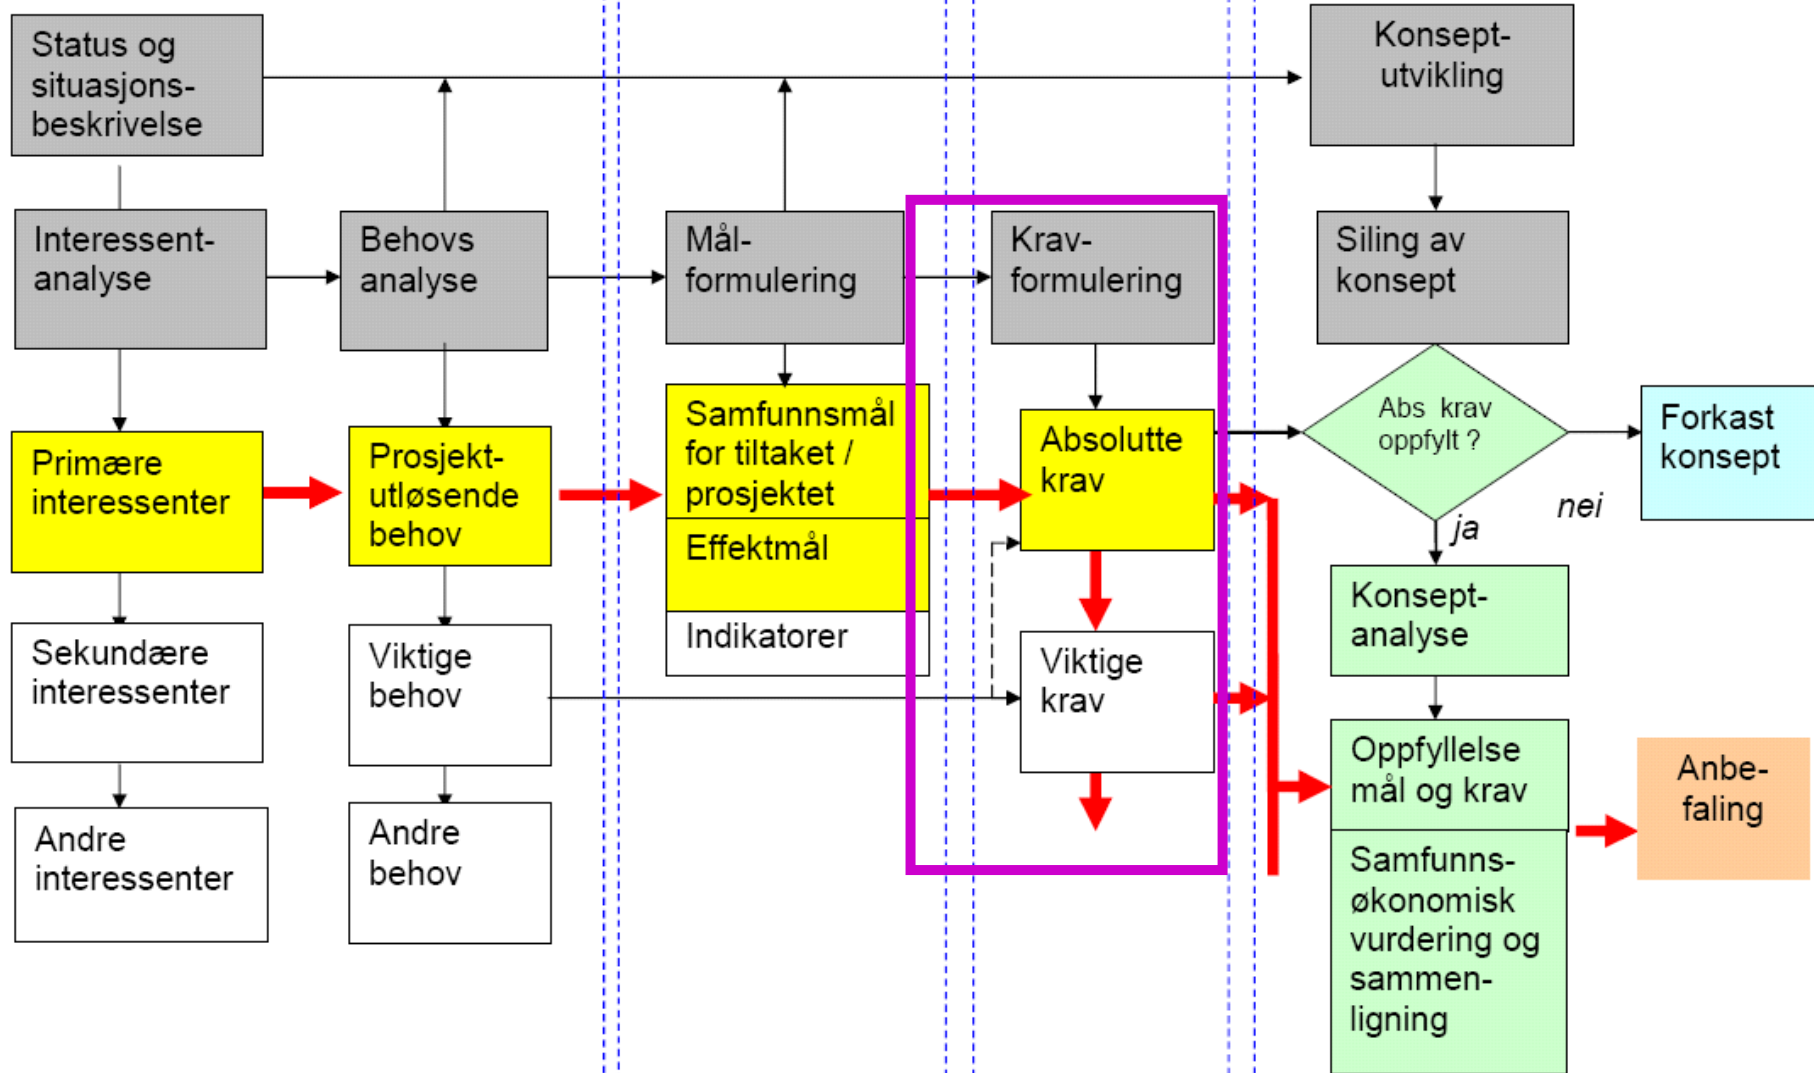 Status og
situasjons-
beskrivelse
Konsept-
utvikling
Interessent-
analyse
Behovs
analyse
Mål-
formulering
Krav-
formulering
Siling av
konsept
Primære
interessenter
Prosjekt-
utløsende
behov
Samfunnsmål
for tiltaket /
prosjektet
Effektmål
Indikatorer
Absolutte
krav
Abs krav
oppfylt ?
Forkast
konsept
nei
ja
Sekundære
interessenter
Viktige
behov
Viktige
krav
Konsept-
analyse
Andre
interessenter
Andre
behov
Oppfyllelse
mål og krav
Samfunns-
økonomisk
vurdering og
sammen-
ligning
Anbe-
faling